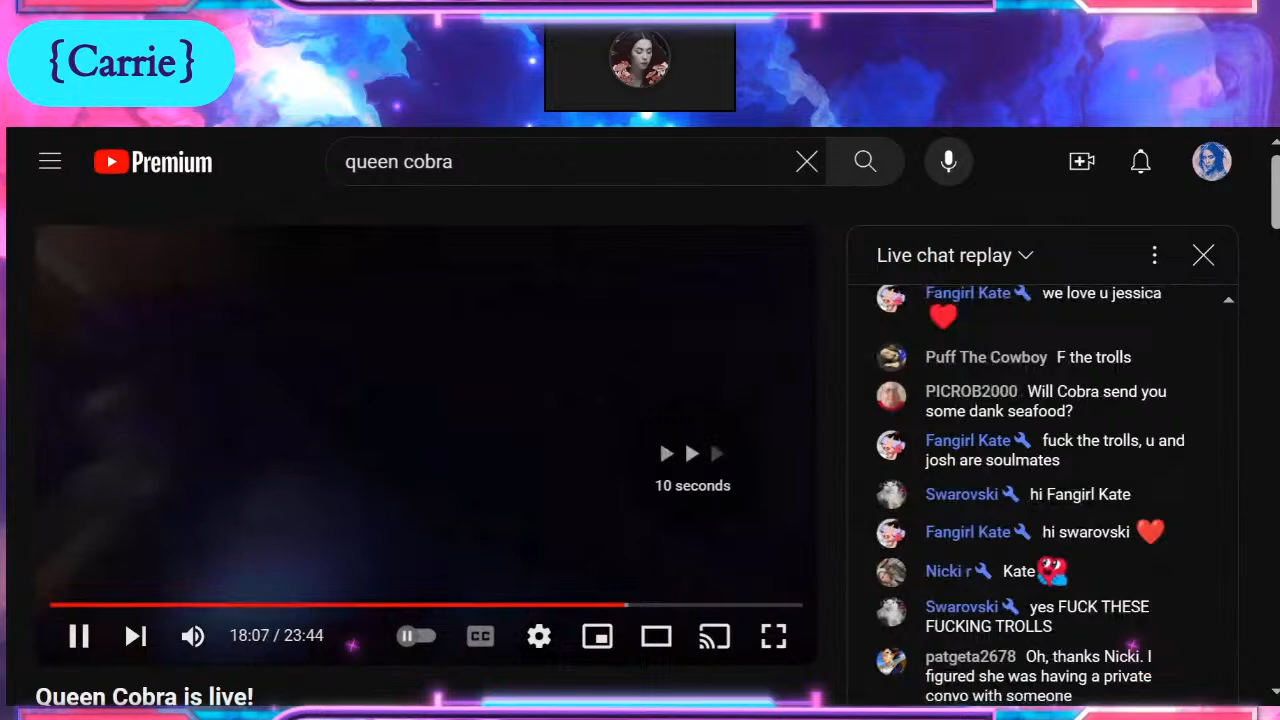 {Carrie}
Premium
queen cobra
Live chat replay
Fangirl Kate we love u jessica
Puff The Cowboy F the trolls
PICROB2000 Will Cobra send you
some dank seafood?
Fangirl Kate fuck the trolls, u and
josh are soulmates
Swarovski hi Fangirl Kate
Fangirl Kate hi swarovski
Nicki r Kate
Swarovski yes FUCK THESE
FUCKING TROLLS
patgeta2678 Oh, thanks Nicki. I
figured she was having a private
convo with someone
10 seconds
18:07 / 23:44
CC
Queen Cobra is live!